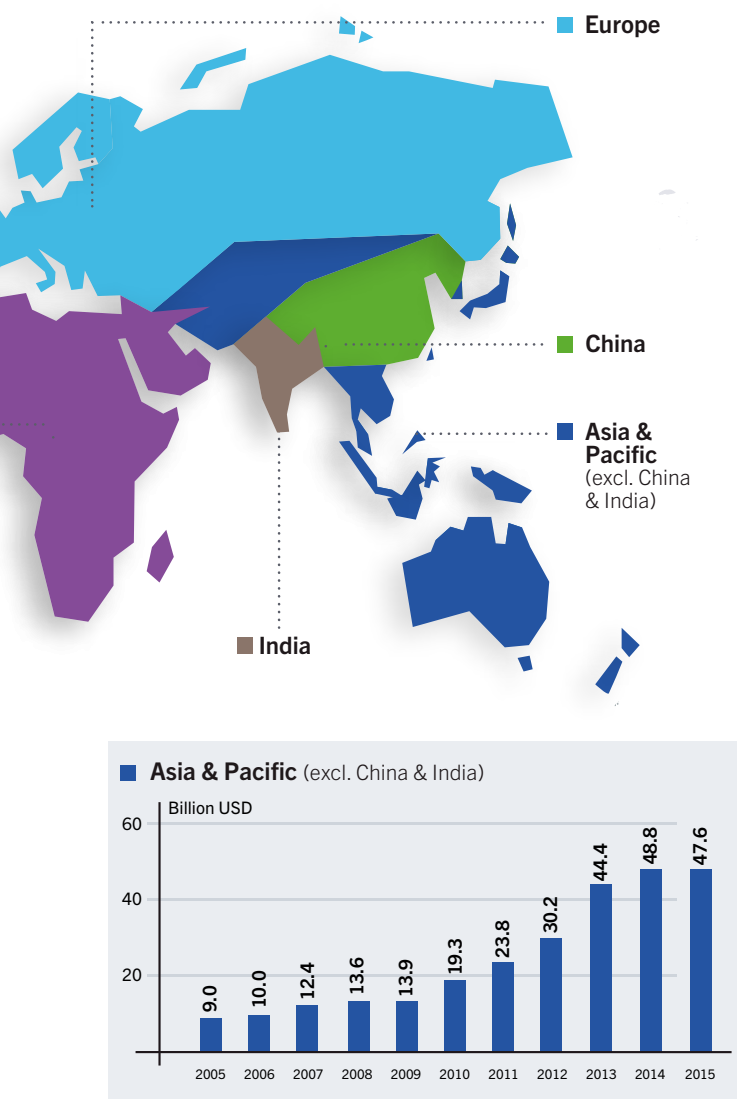 Europe
China
Asia &
Pacific
(excl. China
& India)
India
Asia & Pacific (excl. China & India)
Billion USD
60
40
20
9.0
10.0
12.4
13.6
13.9
19.3
23.8
30.2
44.4
48.8
47.6
2005 2006 2007 2008 2009 2010 2011 2012 2013 2014 2015